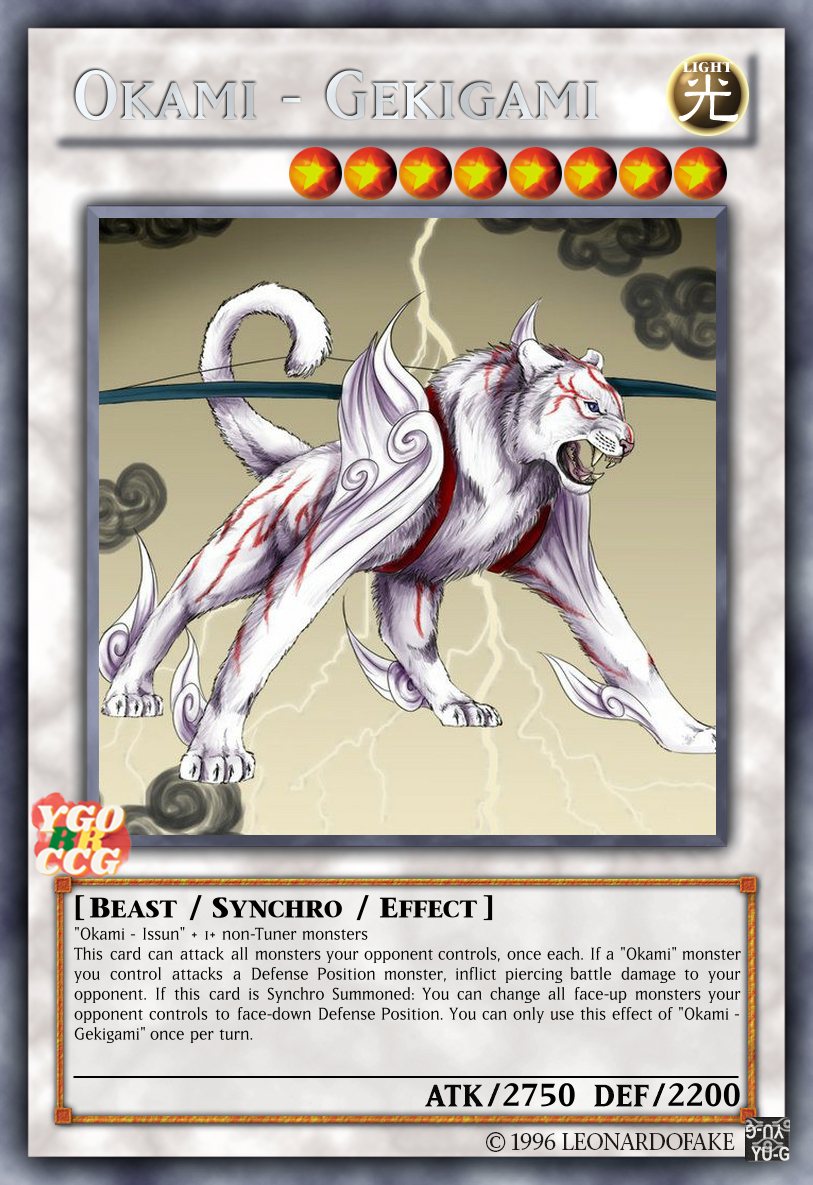 Okami - Gekigami
LIGHT
光
YGO
BR
CCG
[ Beast / Synchro / Effect ]
"Okami - Issun" + 1+ non-Tuner monsters
This card can attack all monsters your opponent controls, once each. If a "Okami" monster
you control attacks a Defense Position monster, inflict piercing battle damage to your
opponent. If this card is Synchro Summoned: You can change all face-up monsters your
opponent controls to face-down Defense Position. You can only use this effect of "Okami -
Gekigami" once per turn.
ATK/2750 DEF/2200
© 1996 LEONARDOFAKE
YU-G
YU-G